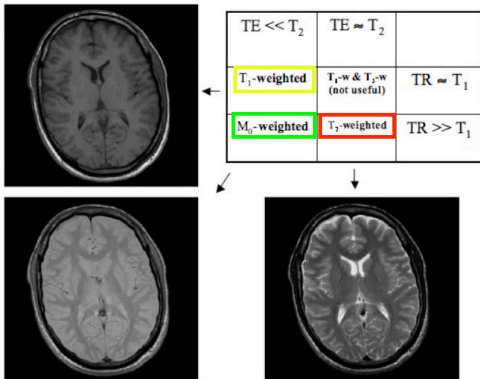 TE << T₂ TE ≈ T₂
T₁-weighted T₁-w & T₂-w TR ≈ T₁
(not useful)
M₀-weighted T₂-weighted TR >> T₁